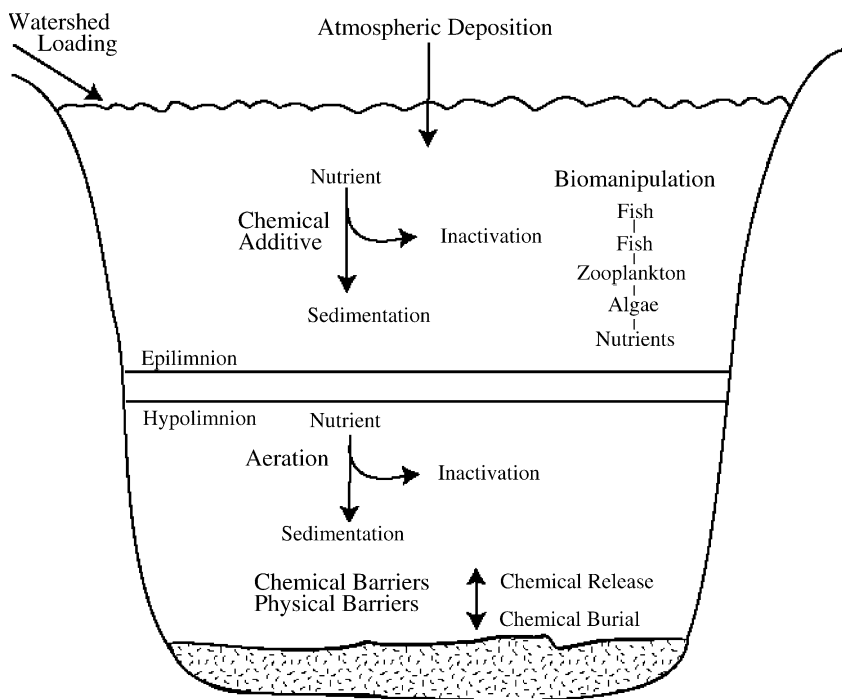 Watershed
Loading
Atmospheric Deposition
Nutrient
Chemical
Additive
Inactivation
Sedimentation
Biomanipulation
Fish
Fish
Zooplankton
Algae
Nutrients
Epilimnion
Hypolimnion
Nutrient
Aeration
Inactivation
Sedimentation
Chemical Barriers
Physical Barriers
Chemical Release
Chemical Burial